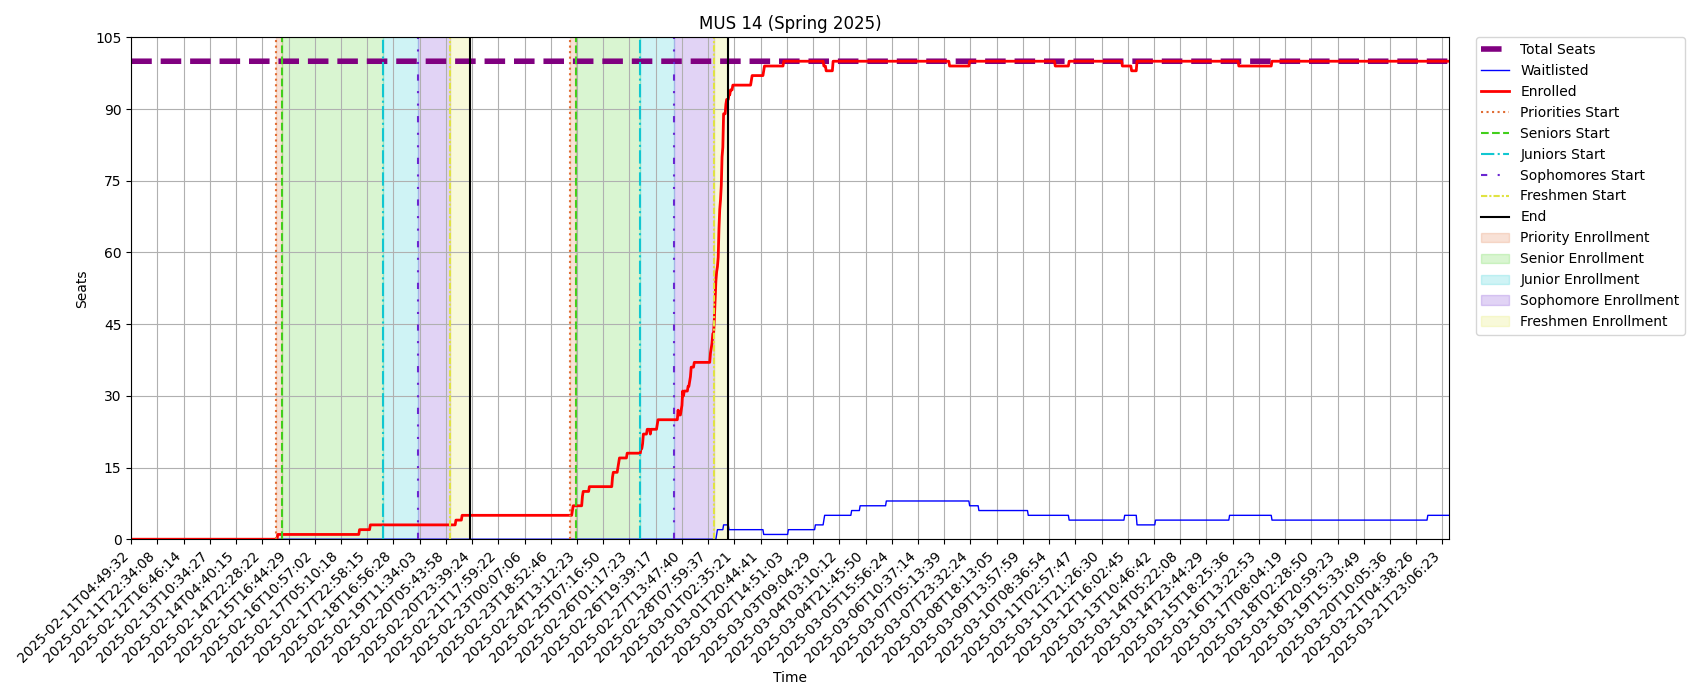 MUS 14 (Spring 2025)
105
90
75
60
45
30
15
0
Seats
2025-02-11T04:49:32
2025-02-11T22:34:08
2025-02-12T16:46:14
2025-02-13T10:34:27
2025-02-14T04:40:15
2025-02-14T22:28:22
2025-02-15T16:44:29
2025-02-16T10:57:02
2025-02-17T05:10:18
2025-02-17T22:58:15
2025-02-18T16:56:28
2025-02-19T11:34:03
2025-02-20T05:43:58
2025-02-20T23:39:24
2025-02-21T17:59:22
2025-02-23T00:07:06
2025-02-23T18:52:46
2025-02-24T13:12:23
2025-02-25T07:16:50
2025-02-26T01:17:23
2025-02-26T19:39:17
2025-02-27T13:47:40
2025-02-28T07:59:37
2025-03-01T02:35:21
2025-03-01T20:44:41
2025-03-02T14:51:03
2025-03-03T09:04:29
2025-03-04T03:10:12
2025-03-04T21:45:50
2025-03-05T15:56:24
2025-03-06T10:37:14
2025-03-07T05:13:39
2025-03-07T23:32:24
2025-03-08T18:13:05
2025-03-09T13:57:59
2025-03-10T08:36:54
2025-03-11T02:57:47
2025-03-11T21:26:30
2025-03-12T16:02:45
2025-03-13T10:46:42
2025-03-14T05:22:08
2025-03-14T23:44:29
2025-03-15T18:25:36
2025-03-16T13:22:53
2025-03-17T08:04:19
2025-03-18T02:28:50
2025-03-18T20:59:23
2025-03-19T15:33:49
2025-03-20T10:05:36
2025-03-21T04:38:26
2025-03-21T23:06:23
Time
Total Seats
Waitlisted
Enrolled
Priorities Start
Seniors Start
Juniors Start
Sophomores Start
Freshmen Start
End
Priority Enrollment
Senior Enrollment
Junior Enrollment
Sophomore Enrollment
Freshmen Enrollment